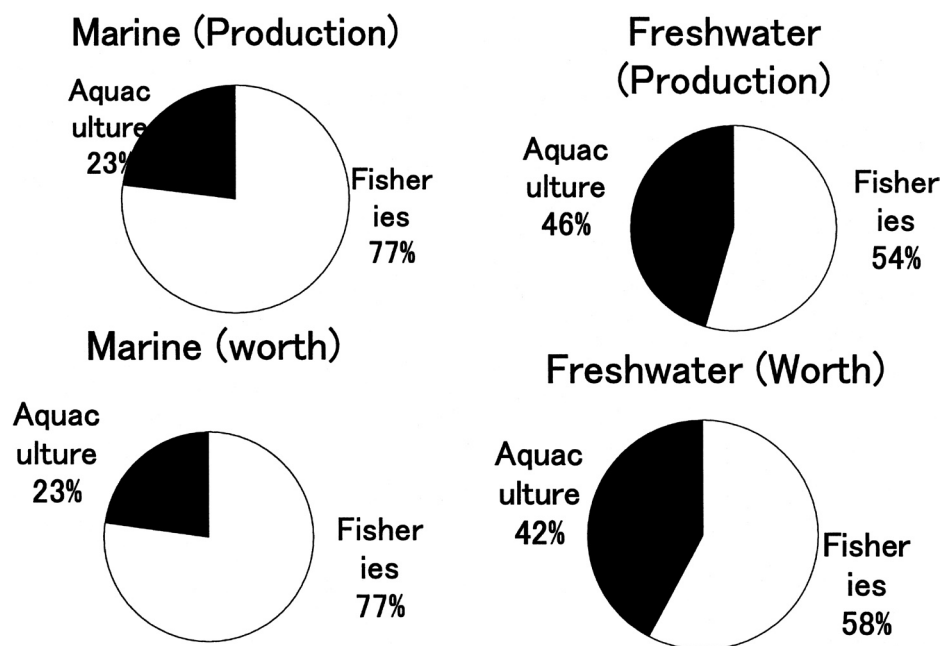 Marine (Production)
Aquac
ulture
23%
Fisher
ies
77%
Freshwater
(Production)
Aquac
ulture
46%
Fisher
ies
54%
Marine (worth)
Aquac
ulture
23%
Fisher
ies
77%
Freshwater (Worth)
Aquac
ulture
42%
Fisher
ies
58%